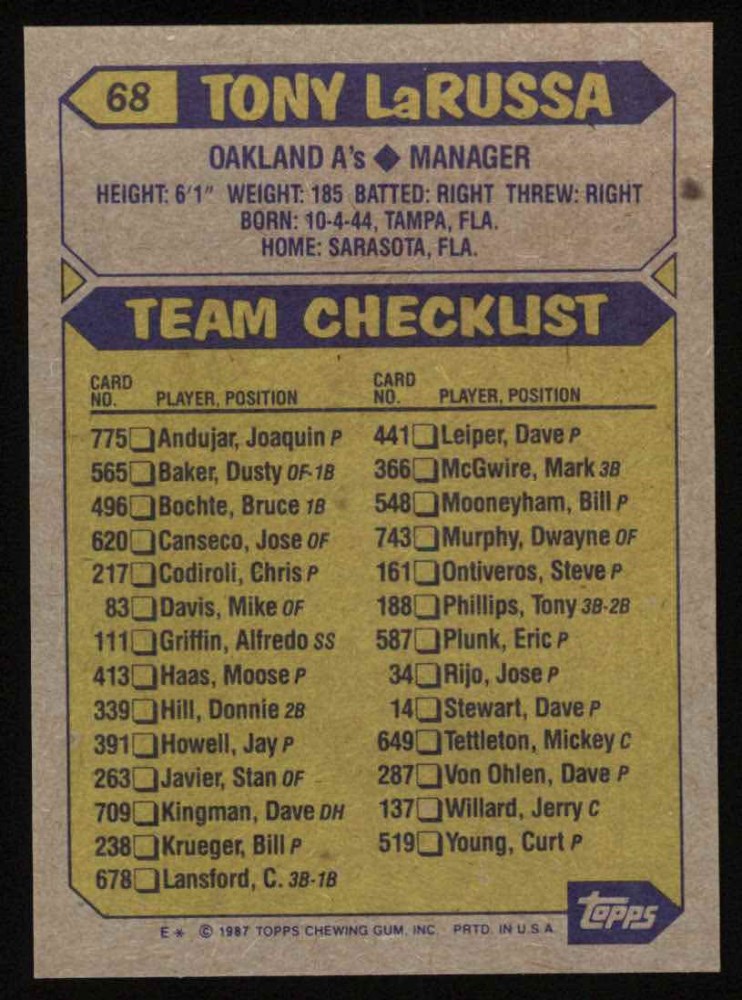 68 TONY LaRUSSA
OAKLAND A's ◆ MANAGER
HEIGHT: 6'1" WEIGHT: 185 BATTED: RIGHT THREW: RIGHT
BORN: 10-4-44, TAMPA, FLA.
HOME: SARASOTA, FLA.
TEAM CHECKLIST
CARD
NO. PLAYER, POSITION
775 Andujar, Joaquin P
565 Baker, Dusty OF-1B
496 Bochte, Bruce 1B
620 Canseco, Jose OF
217 Codiroli, Chris P
83 Davis, Mike OF
111 Griffin, Alfredo SS
413 Haas, Moose P
339 Hill, Donnie 2B
391 Howell, Jay P
263 Javier, Stan OF
709 Kingman, Dave DH
238 Krueger, Bill P
678 Lansford, C. 3B-1B
CARD
NO. PLAYER, POSITION
441 Leiper, Dave P
366 McGwire, Mark 3B
548 Mooneyham, Bill P
743 Murphy, Dwayne OF
161 Ontiveros, Steve P
188 Phillips, Tony 3B-2B
587 Plunk, Eric P
34 Rijo, Jose P
14 Stewart, Dave P
649 Tettleton, Mickey C
287 Von Ohlen, Dave P
137 Willard, Jerry C
519 Young, Curt P
topps
E* © 1987 TOPPS CHEWING GUM, INC. PRTD. IN U.S.A.